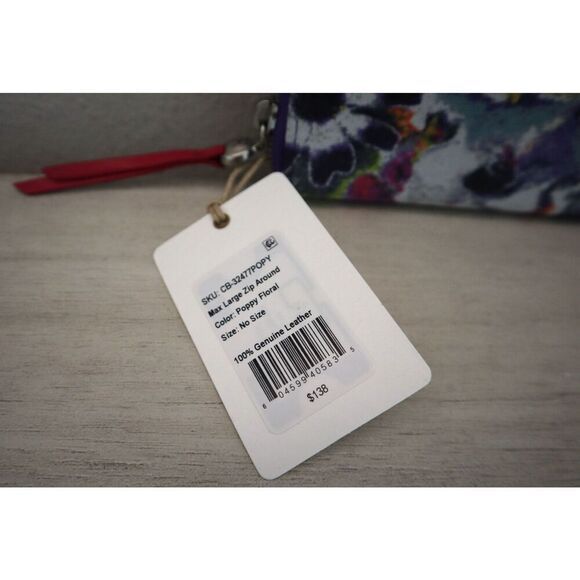 SKU: CB-32477POPY
Max Large Zip Around
Color: Poppy Floral
Size: No Size
100% Genuine Leather
6 04599 40583 5
$138